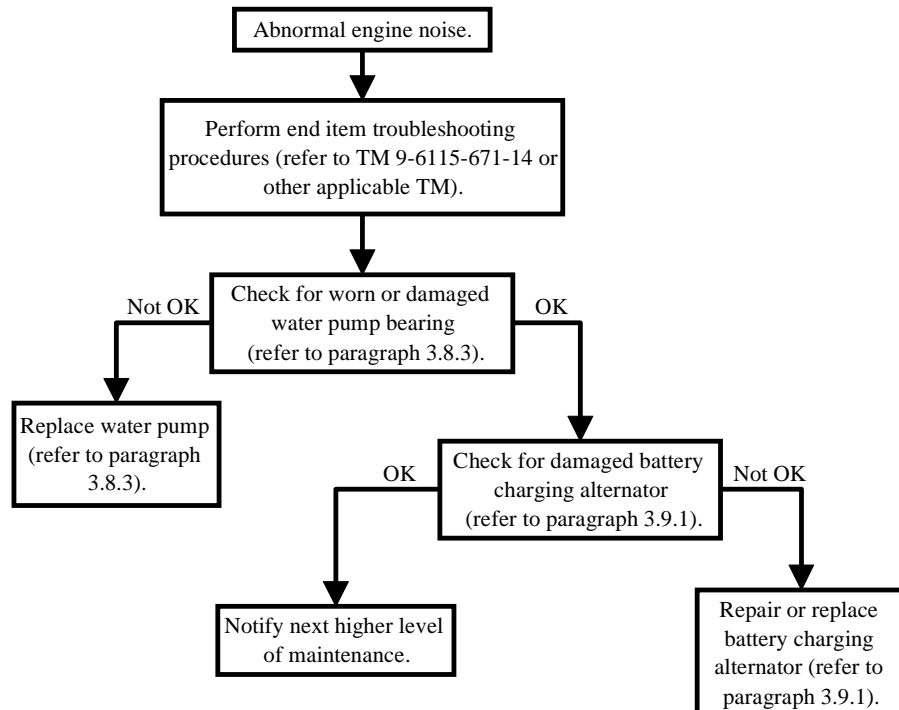 Abnormal engine noise.
Perform end item troubleshooting
procedures (refer to TM 9-6115-671-14 or
other applicable TM).
Not OK
Check for worn or damaged
water pump bearing
(refer to paragraph 3.8.3).
OK
Replace water pump
(refer to paragraph
3.8.3).
OK
Check for damaged battery
charging alternator
(refer to paragraph 3.9.1).
Not OK
Notify next higher level
of maintenance.
Repair or replace
battery charging
alternator (refer to
paragraph 3.9.1).